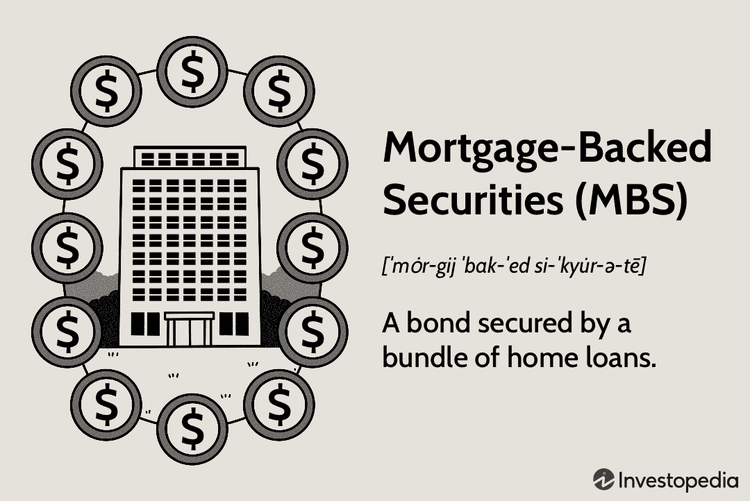 $
$
$
$
$
$
$
$
$
$
$
$
Mortgage-Backed
Securities (MBS)
[ˈmȯr-gij ˈbak-ˈed si-ˈkyu̇r-ə-tē]
A bond secured by a
bundle of home loans.
Investopedia